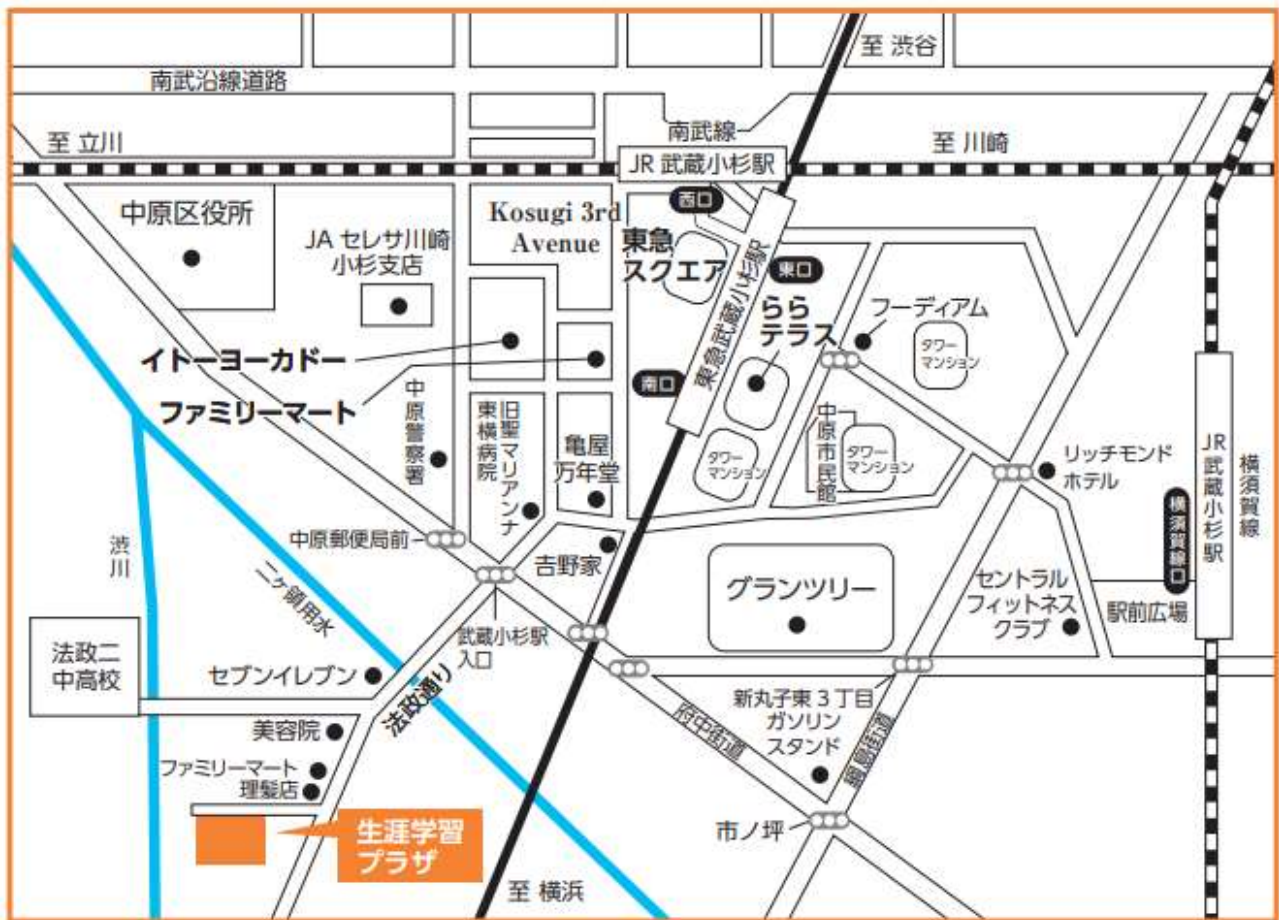 至 渋谷
南武沿線道路
至 立川
南武線
至 川崎
JR 武蔵小杉駅
西口
中原区役所
Kosugi 3rd
Avenue
JA セレサ川崎
小杉支店
東急
スクエア
東急武蔵小杉駅
東口
らら
テラス
フーディアム
タワー
マンション
イトーヨーカドー
ファミリーマート
南口
中原警察署
旧聖マリアンナ
東横病院
亀屋
万年堂
タワー
マンション
中原市民館
タワー
マンション
リッチモンド
ホテル
JR 武蔵小杉駅
横須賀線
横須賀線口
中原郵便局前
吉野家
グランツリー
セントラル
フィットネス
クラブ
駅前広場
渋川
二ヶ領用水
武蔵小杉駅
入口
法政二
中高校
セブンイレブン
法政通り
新丸子東3丁目
ガソリン
スタンド
府中街道
綱島街道
美容院
ファミリーマート
理髪店
市ノ坪
生涯学習
プラザ
至 横浜